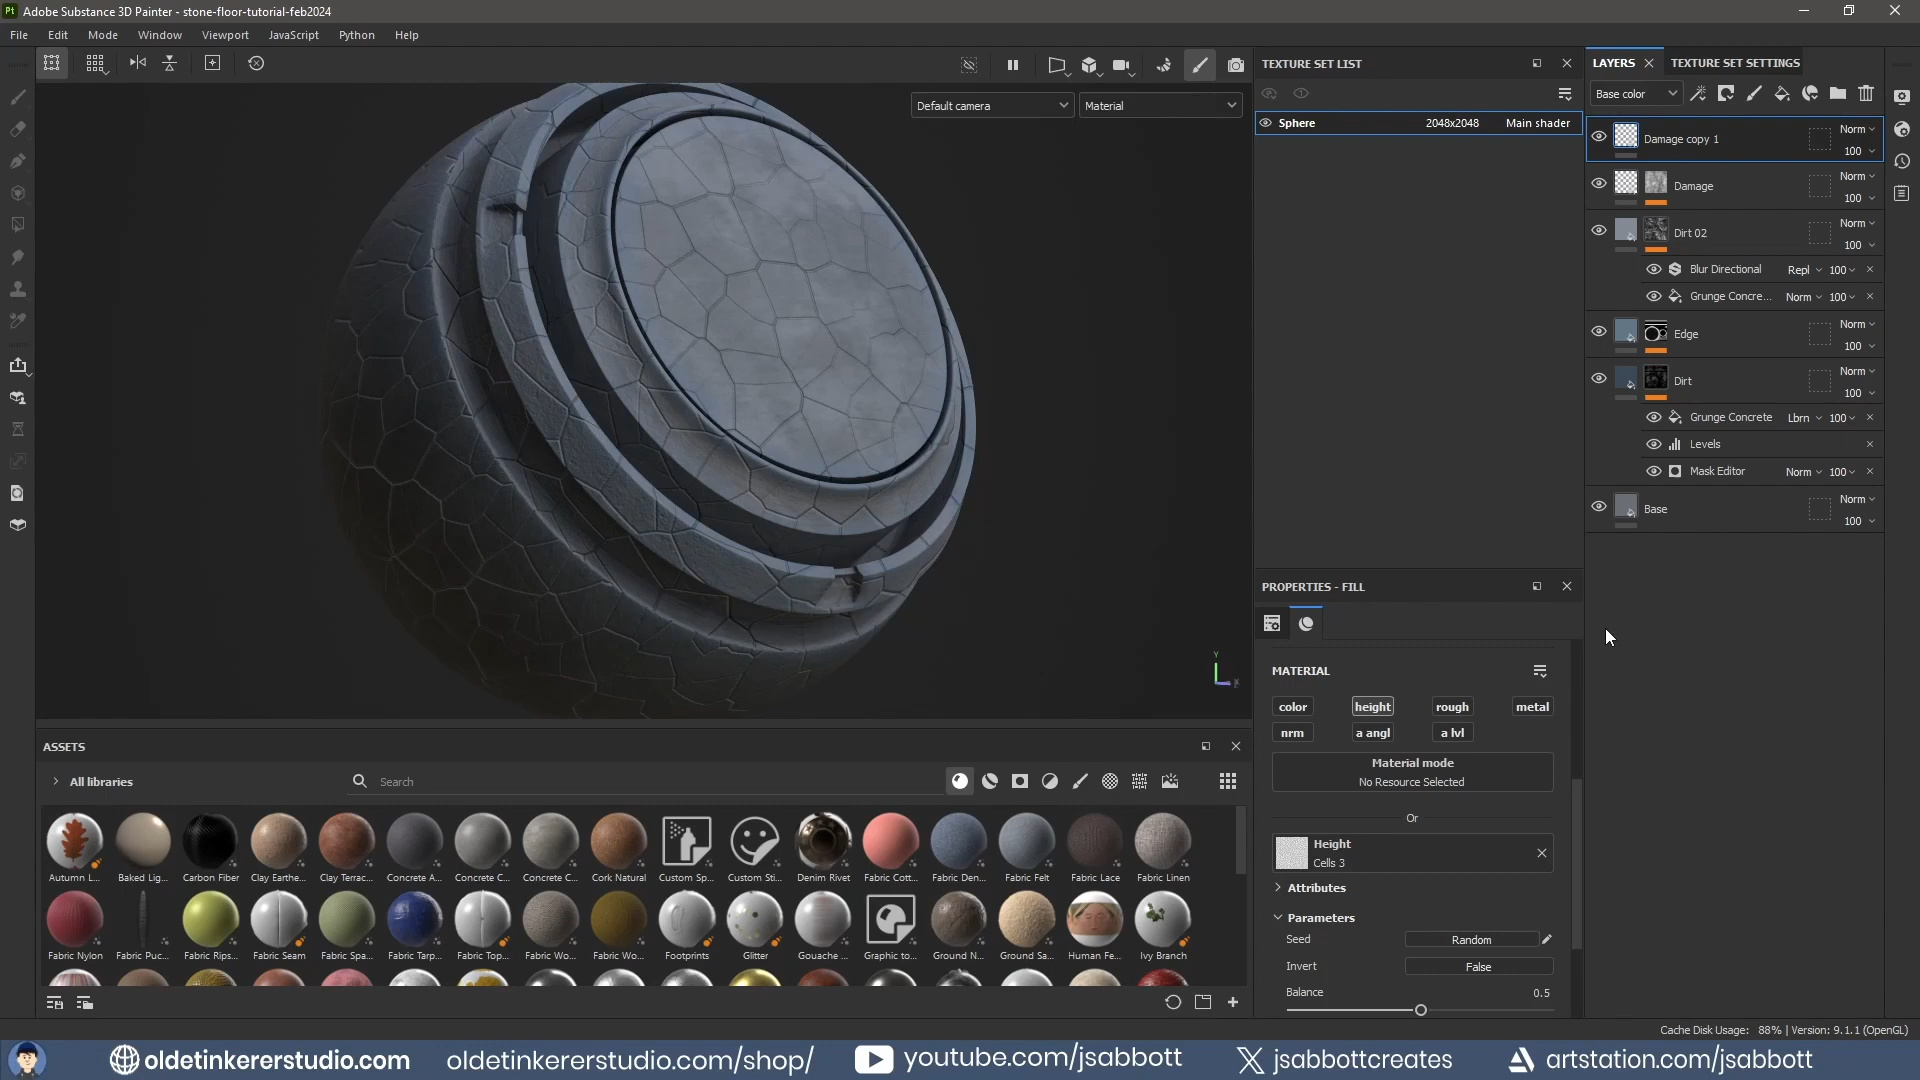 Pt Adobe Substance 3D Painter - stone-floor-tutorial-feb2024
File Edit Mode Window Viewport JavaScript Python Help
Default camera Material
TEXTURE SET LIST
Sphere 2048x2048 Main shader
LAYERS TEXTURE SET SETTINGS
Base color
Damage copy 1 Norm 100
Damage Norm 100
Dirt 02 Norm 100
Blur Directional Repl 100
Grunge Concre... Norm 100
Edge Norm 100
Dirt Norm 100
Grunge Concrete Lbrn 100
Levels
Mask Editor Norm 100
Base Norm 100
PROPERTIES - FILL
MATERIAL
color height rough metal
nrm a angl a lvl
Material mode
No Resource Selected
Or
Height
Cells 3
Attributes
Parameters
Seed Random
Invert False
Balance 0.5
Y
ASSETS
All libraries Search
Autumn L... Baked Lig... Carbon Fiber Clay Earthe... Clay Terrac... Concrete A... Concrete C... Concrete C... Cork Natural Custom Sp... Custom Sti... Denim Rivet Fabric Cott... Fabric Den... Fabric Felt Fabric Lace Fabric Linen
Fabric Nylon Fabric Puc... Fabric Rips... Fabric Seam Fabric Spa... Fabric Tarp... Fabric Top... Fabric Wo... Fabric Wo... Footprints Glitter Gouache ... Graphic to... Ground N... Ground Sa... Human Fe... Ivy Branch
Cache Disk Usage: 88% | Version: 9.1.1 (OpenGL)
oldetinkererstudio.com oldetinkererstudio.com/shop/ youtube.com/jsabbott jsabbottcreates artstation.com/jsabbott